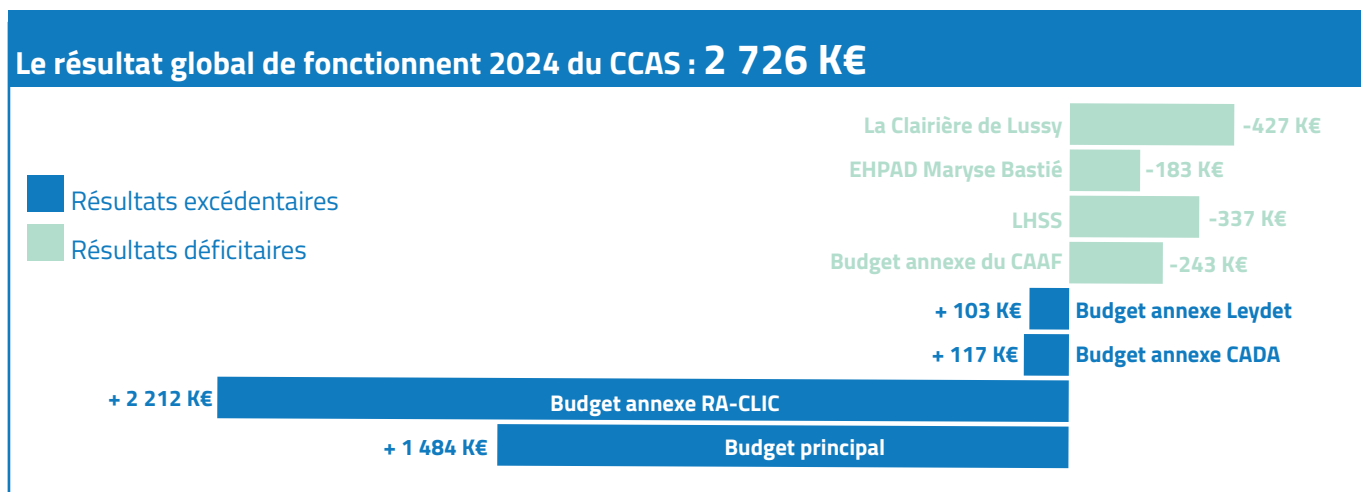 Le résultat global de fonctionnent 2024 du CCAS : 2 726 K€
La Clairière de Lussy -427 K€
EHPAD Maryse Bastié -183 K€
Résultats excédentaires
LHSS -337 K€
Résultats déficitaires
Budget annexe du CAAF -243 K€
+ 103 K€ Budget annexe Leydet
+ 117 K€ Budget annexe CADA
+ 2 212 K€ Budget annexe RA-CLIC
+ 1 484 K€ Budget principal